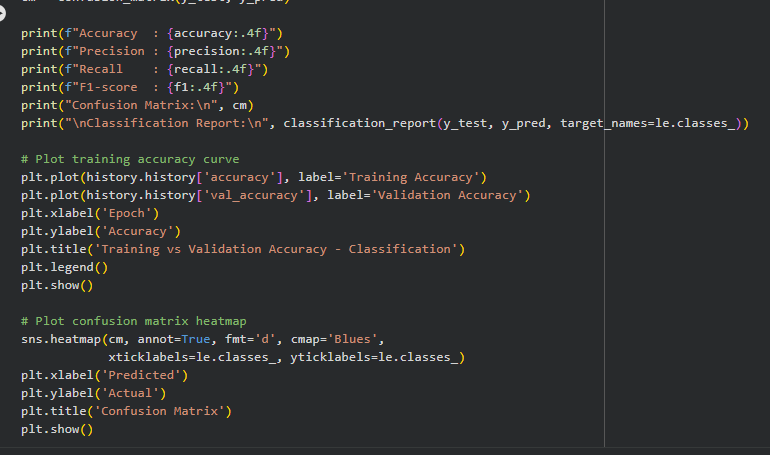 cm = confusion_matrix(y_test, y_pred)
print(f"Accuracy  : {accuracy:.4f}")
print(f"Precision : {precision:.4f}")
print(f"Recall    : {recall:.4f}")
print(f"F1-score  : {f1:.4f}")
print("Confusion Matrix:\n", cm)
print("\nClassification Report:\n", classification_report(y_test, y_pred, target_names=le.classes_))
# Plot training accuracy curve
plt.plot(history.history['accuracy'], label='Training Accuracy')
plt.plot(history.history['val_accuracy'], label='Validation Accuracy')
plt.xlabel('Epoch')
plt.ylabel('Accuracy')
plt.title('Training vs Validation Accuracy - Classification')
plt.legend()
plt.show()
# Plot confusion matrix heatmap
sns.heatmap(cm, annot=True, fmt='d', cmap='Blues',
            xticklabels=le.classes_, yticklabels=le.classes_)
plt.xlabel('Predicted')
plt.ylabel('Actual')
plt.title('Confusion Matrix')
plt.show()